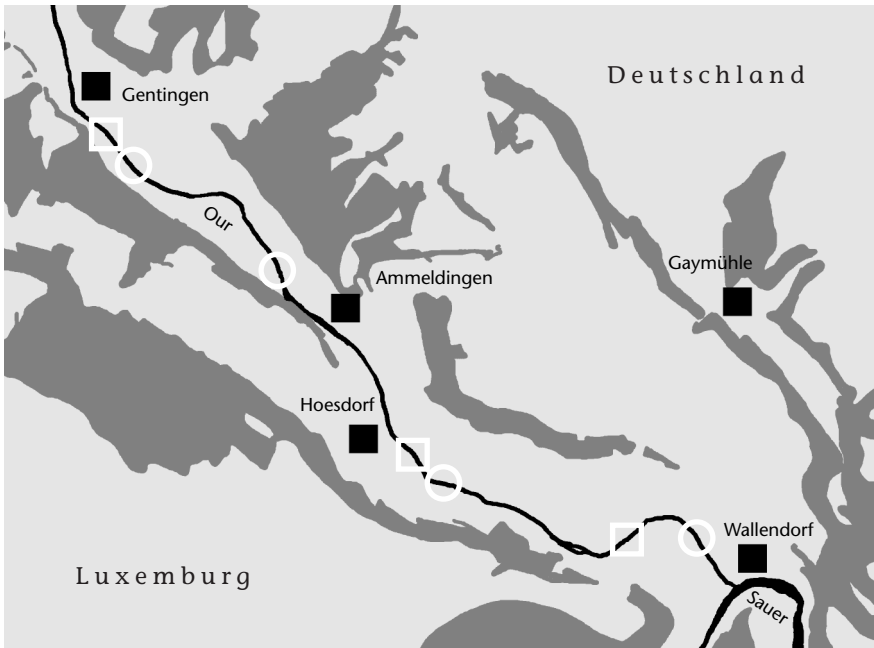 Deutschland
Gentingen
Our
Gaymühle
Ammeldingen
Hoesdorf
Wallendorf
Luxemburg
Sauer